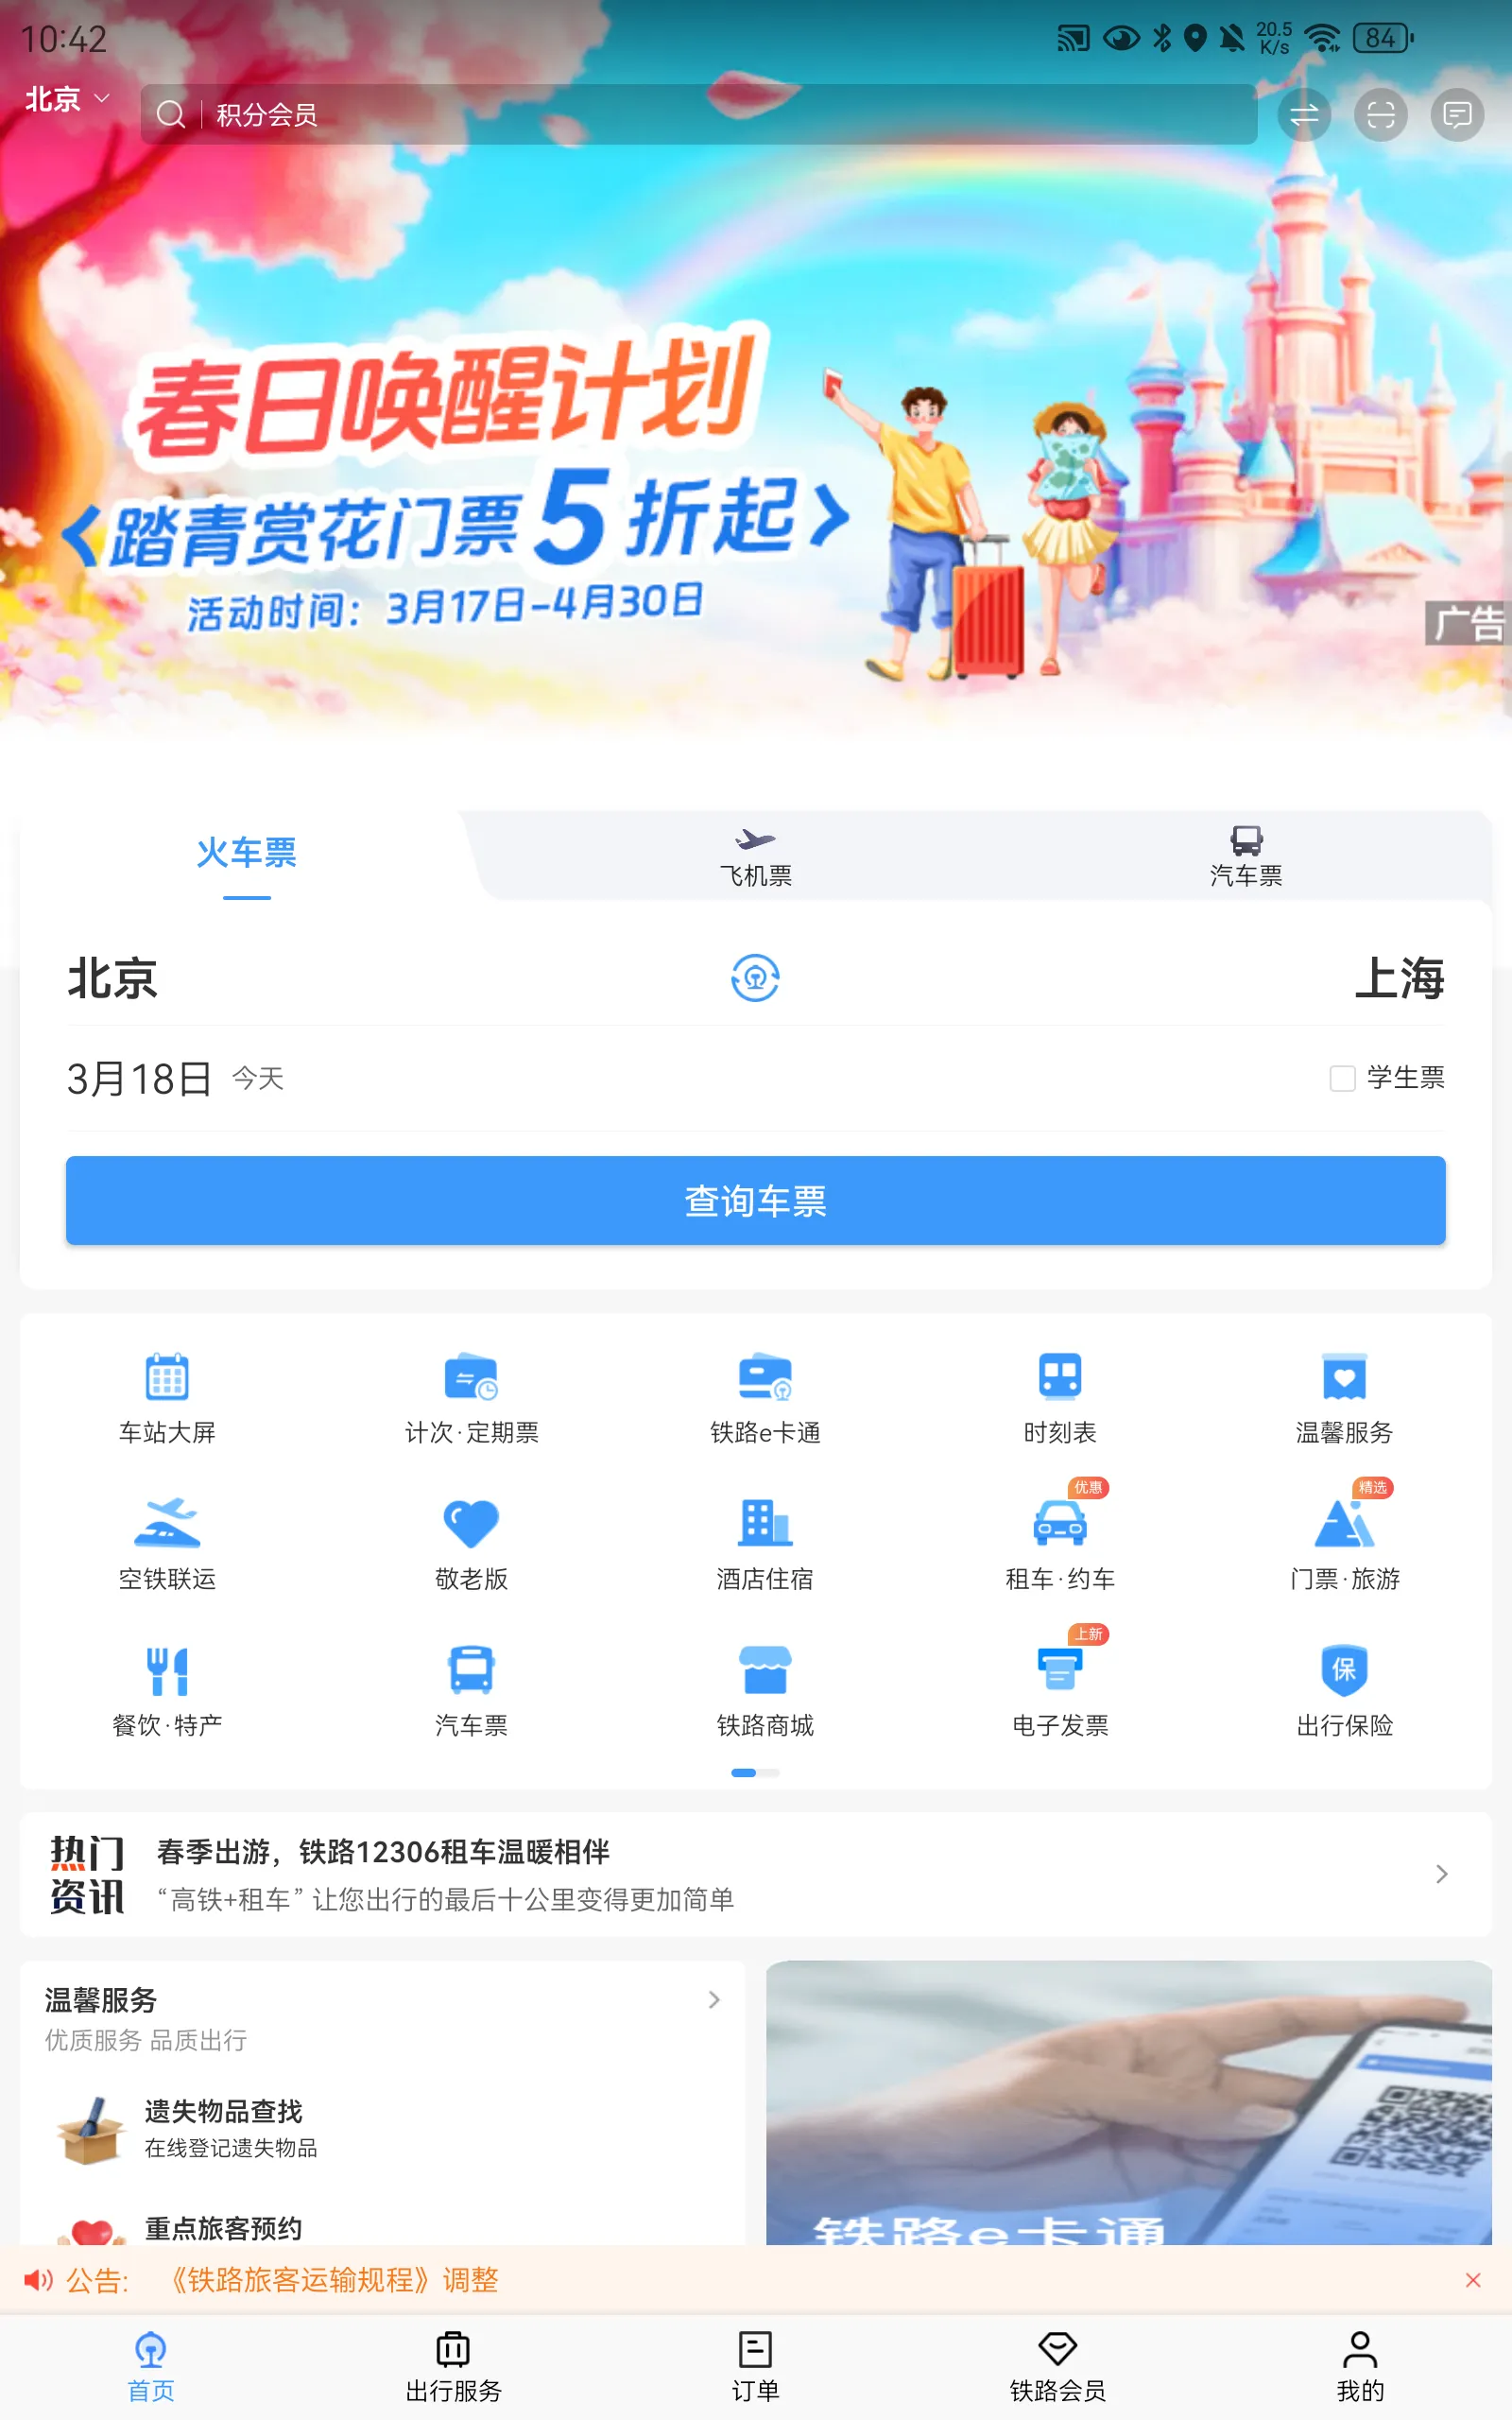 10:42
20.5
K/s
84
北京
积分会员
春日唤醒计划
踏青赏花门票5折起
活动时间：3月17日-4月30日
广告
火车票
飞机票
汽车票
北京
上海
3月18日 今天
学生票
查询车票
车站大屏
计次·定期票
铁路e卡通
时刻表
温馨服务
优惠
精选
空铁联运
敬老版
酒店住宿
租车·约车
门票·旅游
上新
保
餐饮·特产
汽车票
铁路商城
电子发票
出行保险
热门
资讯
春季出游，铁路12306租车温暖相伴
“高铁+租车” 让您出行的最后十公里变得更加简单
温馨服务
优质服务 品质出行
遗失物品查找
在线登记遗失物品
重点旅客预约
铁路e卡通
公告: 《铁路旅客运输规程》调整
首页
出行服务
订单
铁路会员
我的